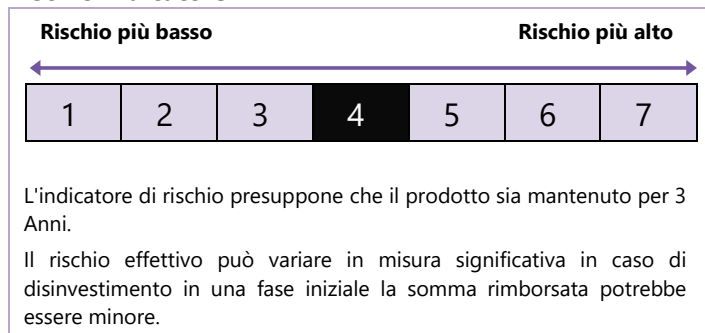 Rischio più basso Rischio più alto
1 2 3 4 5 6 7
L'indicatore di rischio presuppone che il prodotto sia mantenuto per 3
Anni.
Il rischio effettivo può variare in misura significativa in caso di
disinvestimento in una fase iniziale la somma rimborsata potrebbe
essere minore.